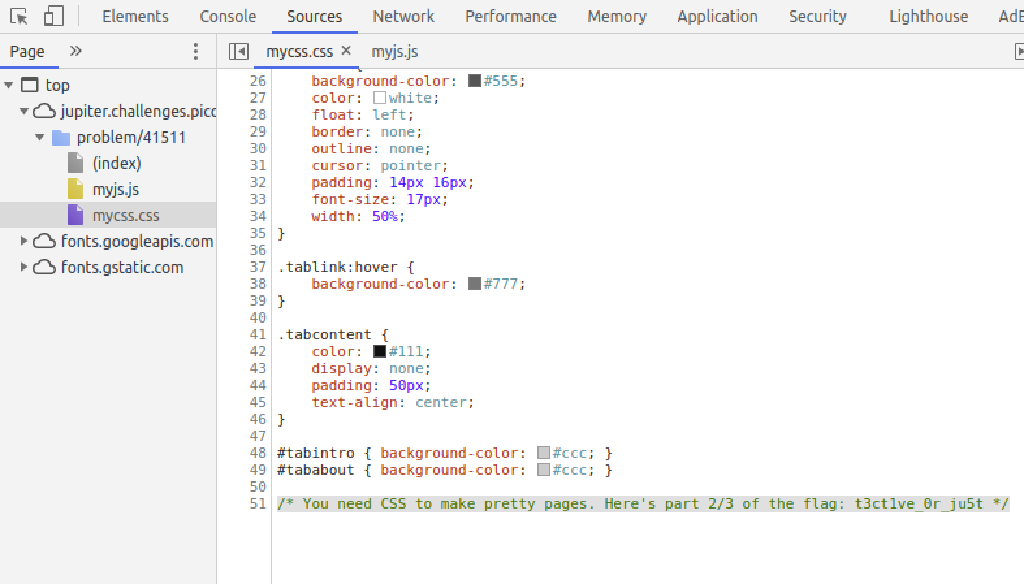 Elements Console Sources Network Performance Memory Application Security Lighthouse AdB
Page » mycss.css × myjs.js
top
jupiter.challenges.picc
problem/41511
(index)
myjs.js
mycss.css
fonts.googleapis.com
fonts.gstatic.com
26 background-color: #555;
27 color: white;
28 float: left;
29 border: none;
30 outline: none;
31 cursor: pointer;
32 padding: 14px 16px;
33 font-size: 17px;
34 width: 50%;
35 }
36
37 .tablink:hover {
38 background-color: #777;
39 }
40
41 .tabcontent {
42 color: #111;
43 display: none;
44 padding: 50px;
45 text-align: center;
46 }
47
48 #tabintro { background-color: #ccc; }
49 #tababout { background-color: #ccc; }
50
51 /* You need CSS to make pretty pages. Here's part 2/3 of the flag: t3ct1ve_0r_ju5t */